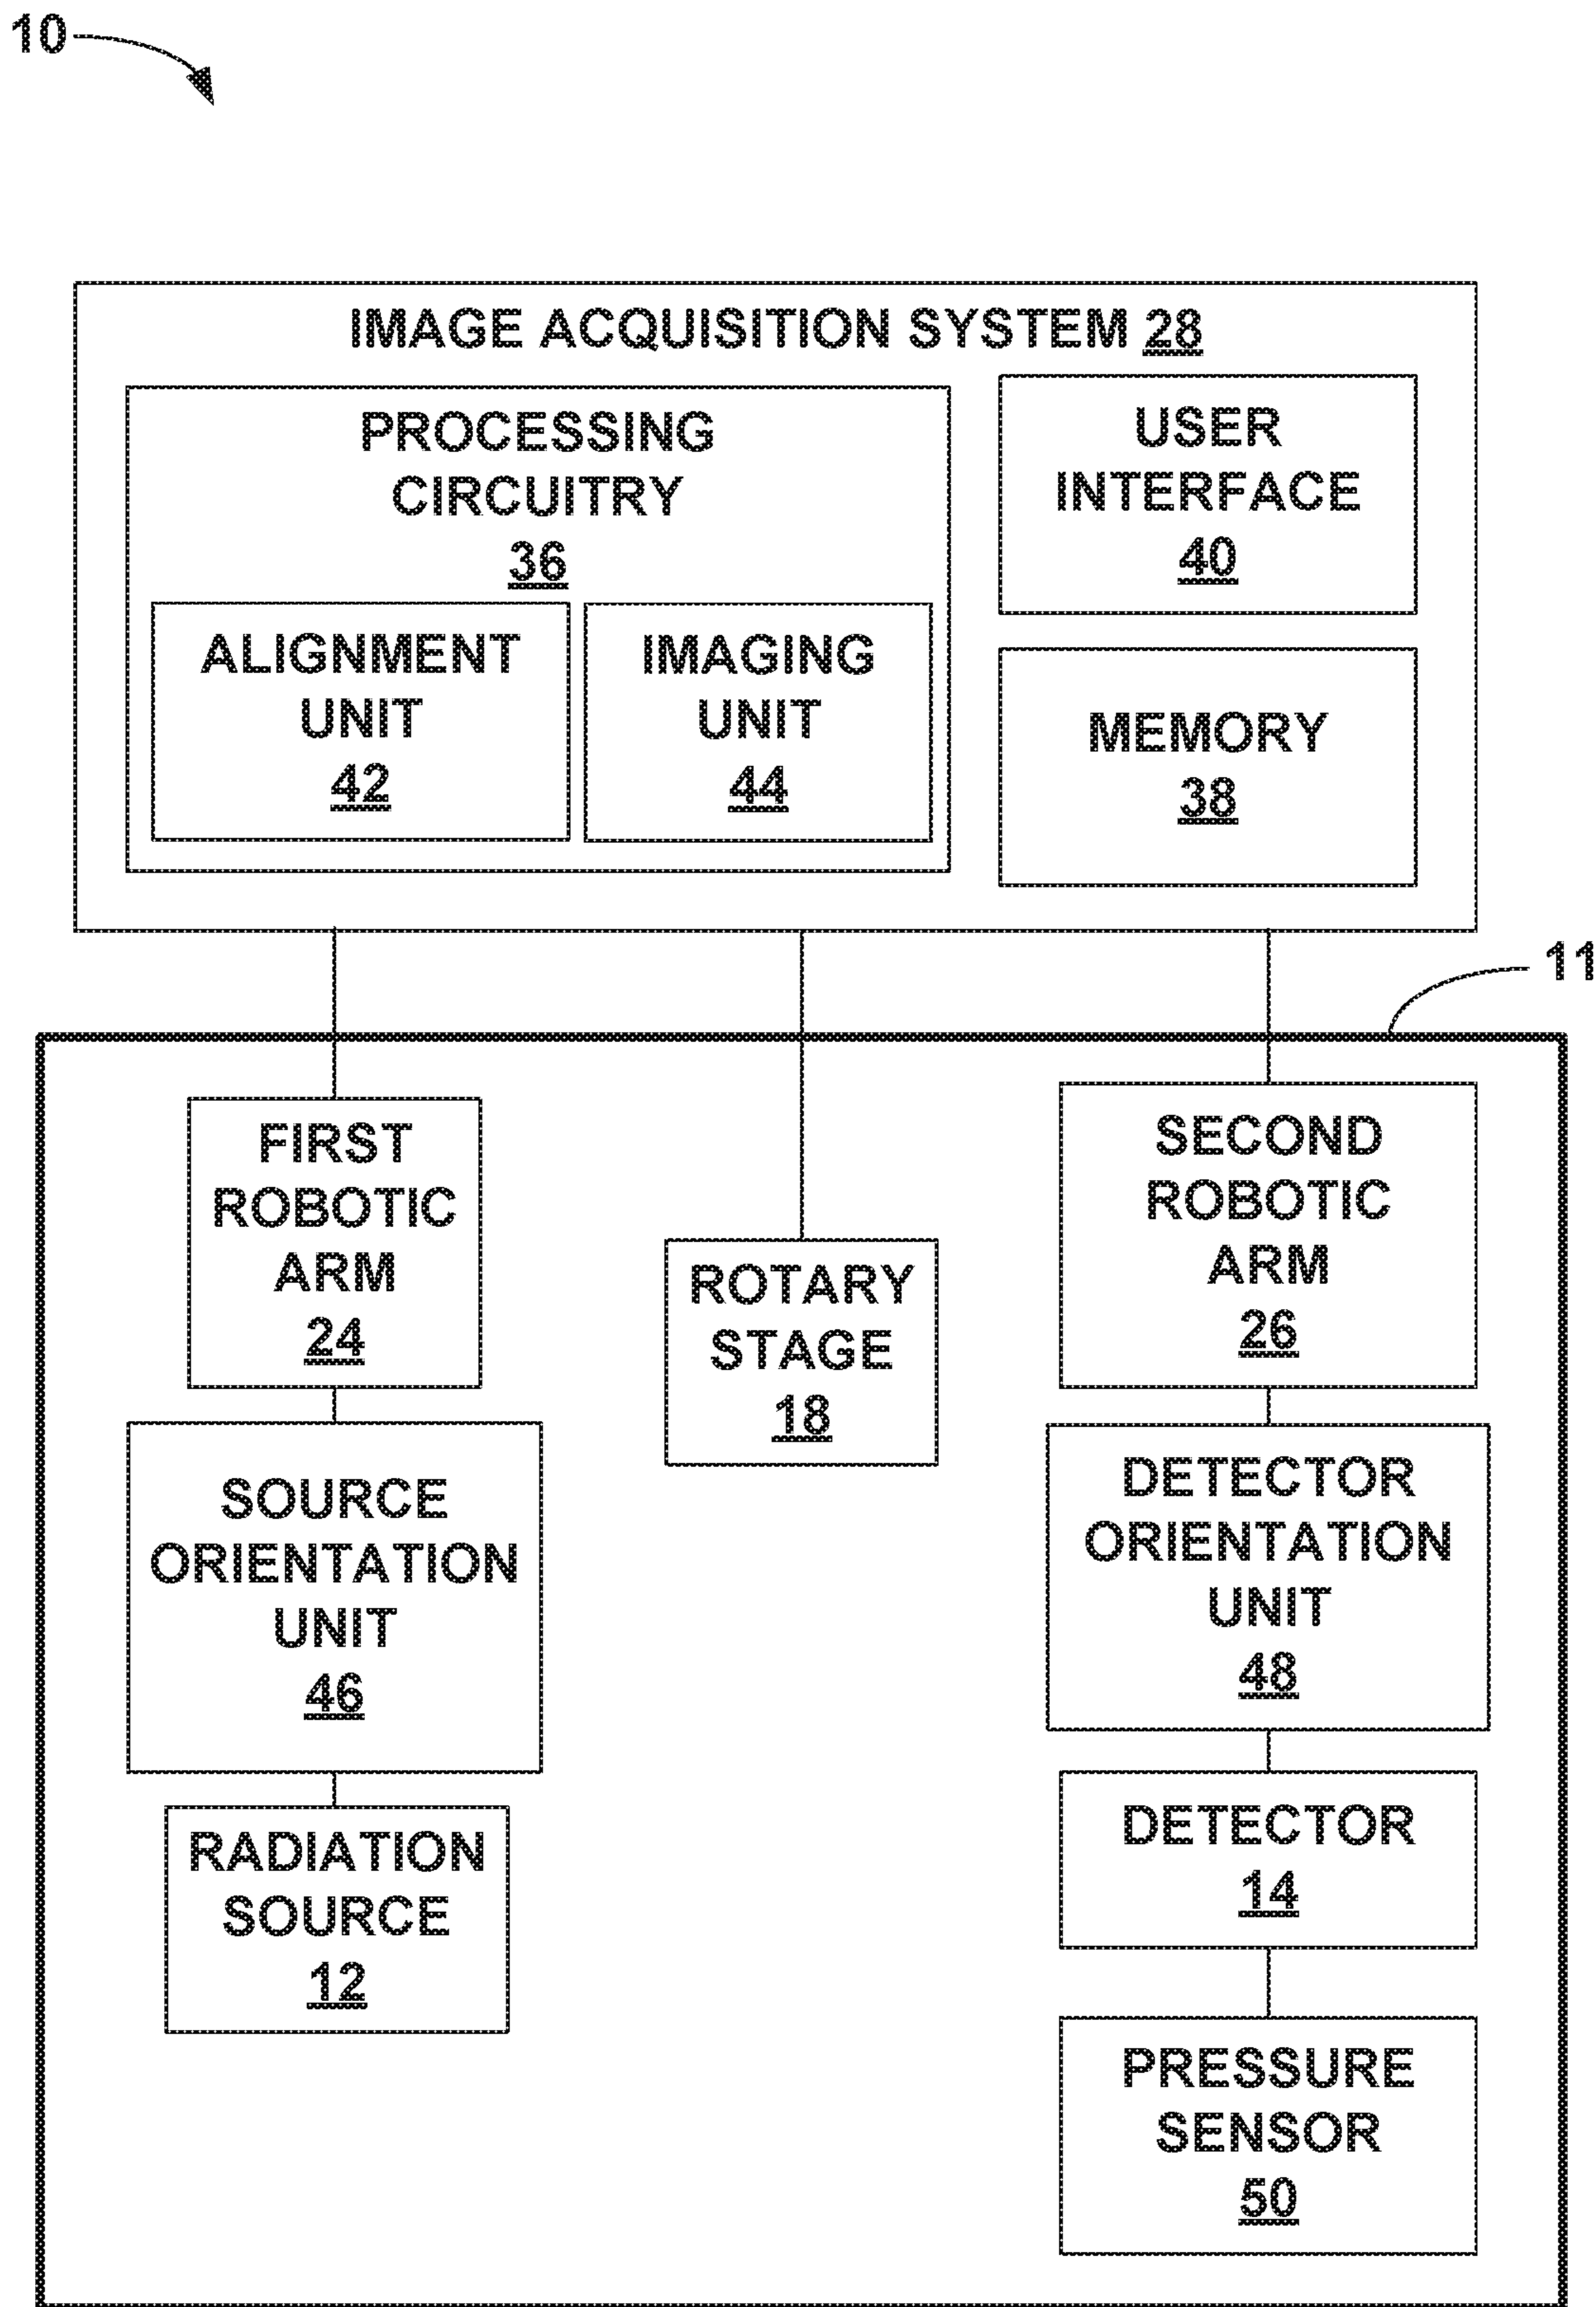 10
IMAGE ACQUISITION SYSTEM 28
PROCESSING
CIRCUITRY
36
ALIGNMENT
UNIT
42
IMAGING
UNIT
44
USER
INTERFACE
40
MEMORY
38
11
FIRST
ROBOTIC
ARM
24
SOURCE
ORIENTATION
UNIT
46
RADIATION
SOURCE
12
ROTARY
STAGE
18
SECOND
ROBOTIC
ARM
26
DETECTOR
ORIENTATION
UNIT
48
DETECTOR
14
PRESSURE
SENSOR
50